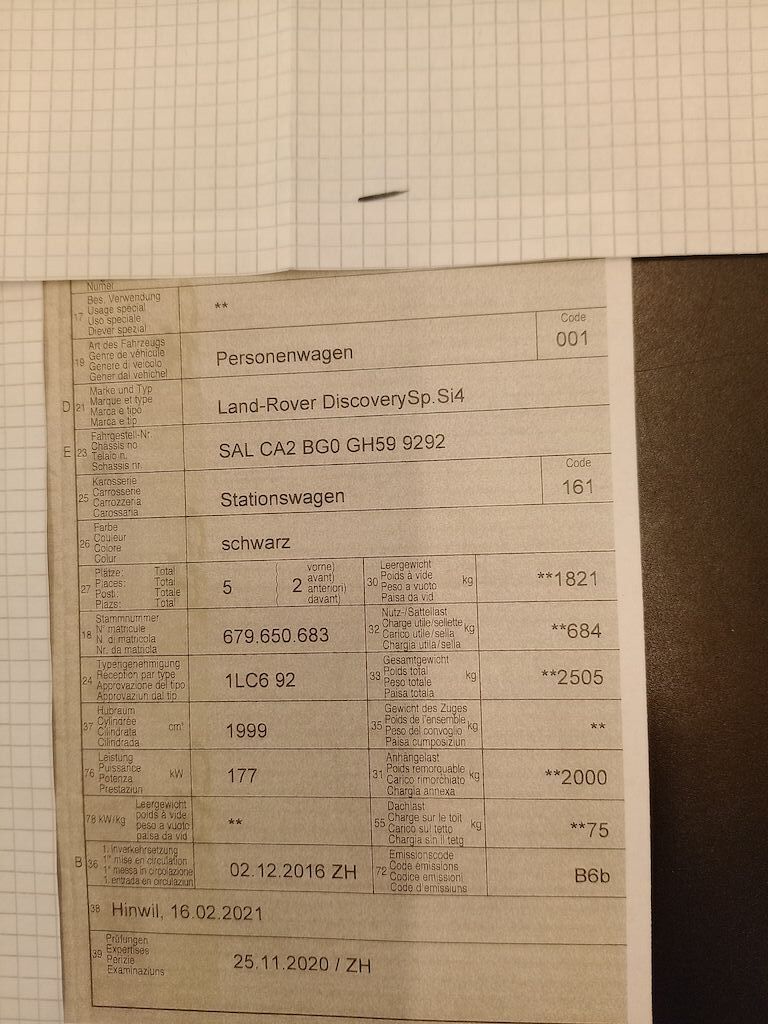 Numer
17 Bes. Verwendung
Usage spécial
Uso speciale
Diever spezial
**
19 Art des Fahrzeugs
Genre de véhicule
Genere di veicolo
Gener dal vehichel
Personenwagen
Code
001
D 21 Marke und Typ
Marque et type
Marca e tipo
Marca e tip
Land-Rover DiscoverySp.Si4
E 23 Fahrgestell-Nr.
Châssis no
Telaio n.
Schassis nr.
SAL CA2 BG0 GH59 9292
25 Karosserie
Carrosserie
Carrozzeria
Carossaria
Stationswagen
Code
161
26 Farbe
Couleur
Colore
Colur
schwarz
27 Plätze: Total
Places: Total
Posti: Totale
Plazs: Total
5
( 2 vorne)
avant)
anteriori)
davant)
30 Leergewicht
Poids à vide
Peso a vuoto
Paisa da vid
kg
**1821
18 Stammnummer
N° matricule
N. di matricola
Nr. da matricla
679.650.683
32 Nutz-/Sattellast
Charge utile/sellette
Carico utile/sella
Chargia utila/sella
kg
**684
24 Typengenehmigung
Réception par type
Approvazione del tipo
Approvaziun dal tip
1LC6 92
33 Gesamtgewicht
Poids total
Peso totale
Paisa totala
kg
**2505
37 Hubraum
Cylindrée
Cilindrata
Cilindrada
cm³
1999
35 Gewicht des Zuges
Poids de l'ensemble
Peso del convoglio
Paisa cumposiziun
kg
**
76 Leistung
Puissance
Potenza
Prestaziun
kW
177
31 Anhängelast
Poids remorquable
Carico rimorchiato
Chargia annexa
kg
**2000
78 kW/kg Leergewicht
poids à vide
peso a vuoto
paisa da vid
**
55 Dachlast
Charge sur le toit
Carico sul tetto
Chargia sin il tetg
kg
**75
B 36 1. Inverkehrsetzung
1re mise en circulation
1a messa in circolazione
1. entrada en circulaziun
02.12.2016 ZH
72 Emissionscode
Code émissions
Codice emissioni
Code d'emissiuns
B6b
38 Hinwil, 16.02.2021
39 Prüfungen
Expertises
Perizie
Examinaziuns
25.11.2020 / ZH